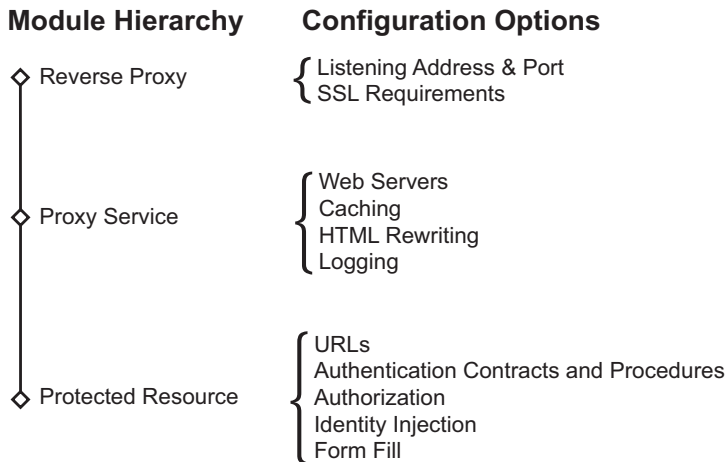 Module Hierarchy Configuration Options
Reverse Proxy
Listening Address & Port
SSL Requirements
Proxy Service
Web Servers
Caching
HTML Rewriting
Logging
Protected Resource
URLs
Authentication Contracts and Procedures
Authorization
Identity Injection
Form Fill